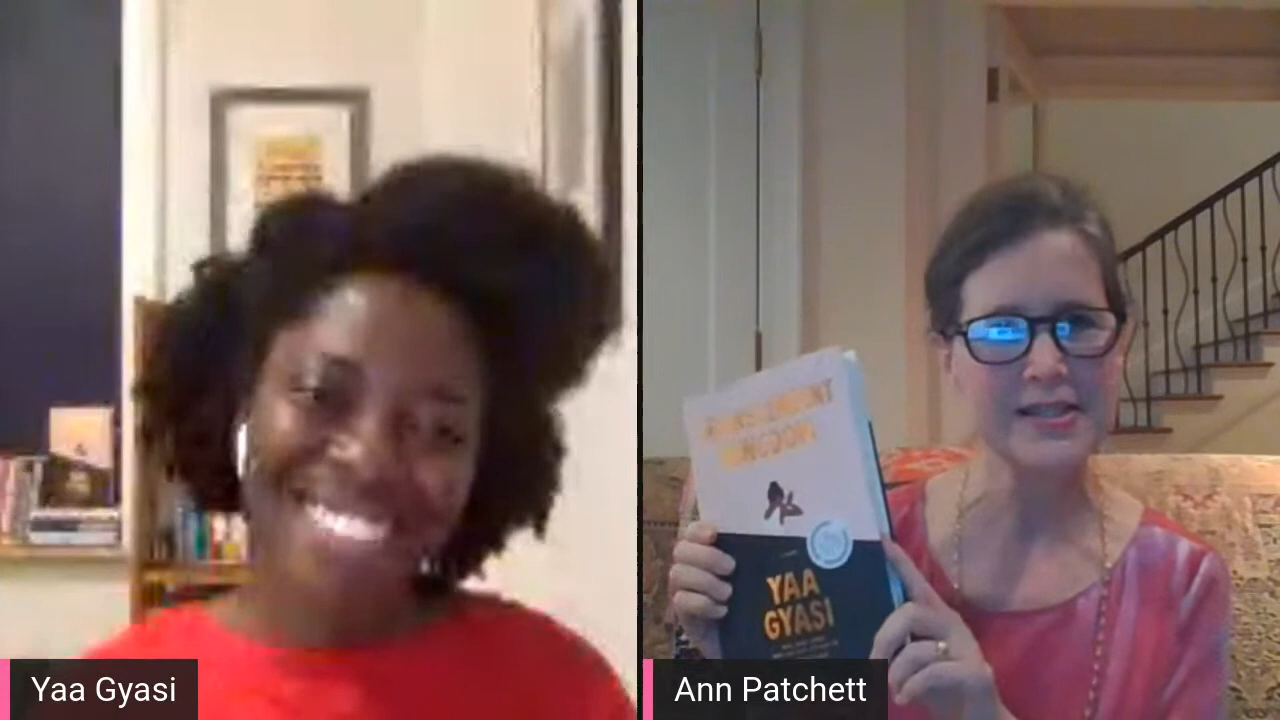 TRANSCENDENT
KINGDOM
YAA
GYASI
Yaa Gyasi
Ann Patchett